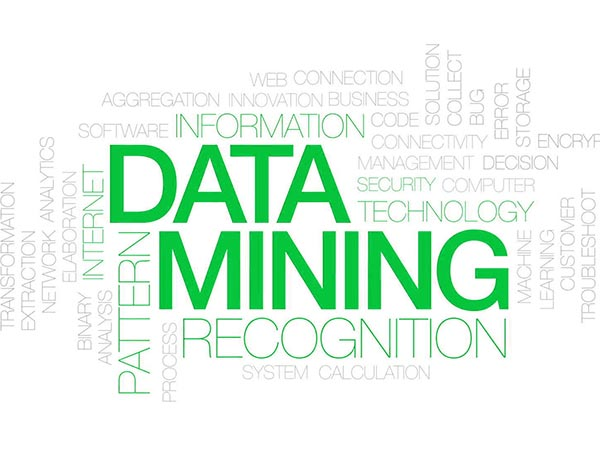 WEB CONNECTION
AGGREGATION INNOVATION BUSINESS
SOFTWARE INFORMATION CODE
DATA
CONNECTIVITY
MANAGEMENT DECISION
SECURITY COMPUTER
TECHNOLOGY
MINING
RECOGNITION
SYSTEM CALCULATION
TRANSFORMATION
EXTRACTION
NETWORK ANALYTICS
ELABORATION
INTERNET
BINARY
ANALYSIS
PATTERN
PROCESS
SOLUTION
COLLECT
BUG
ERROR
STORAGE
ENCRYP
MACHINE
LEARNING
CUSTOMER
TROUBLESHOOT